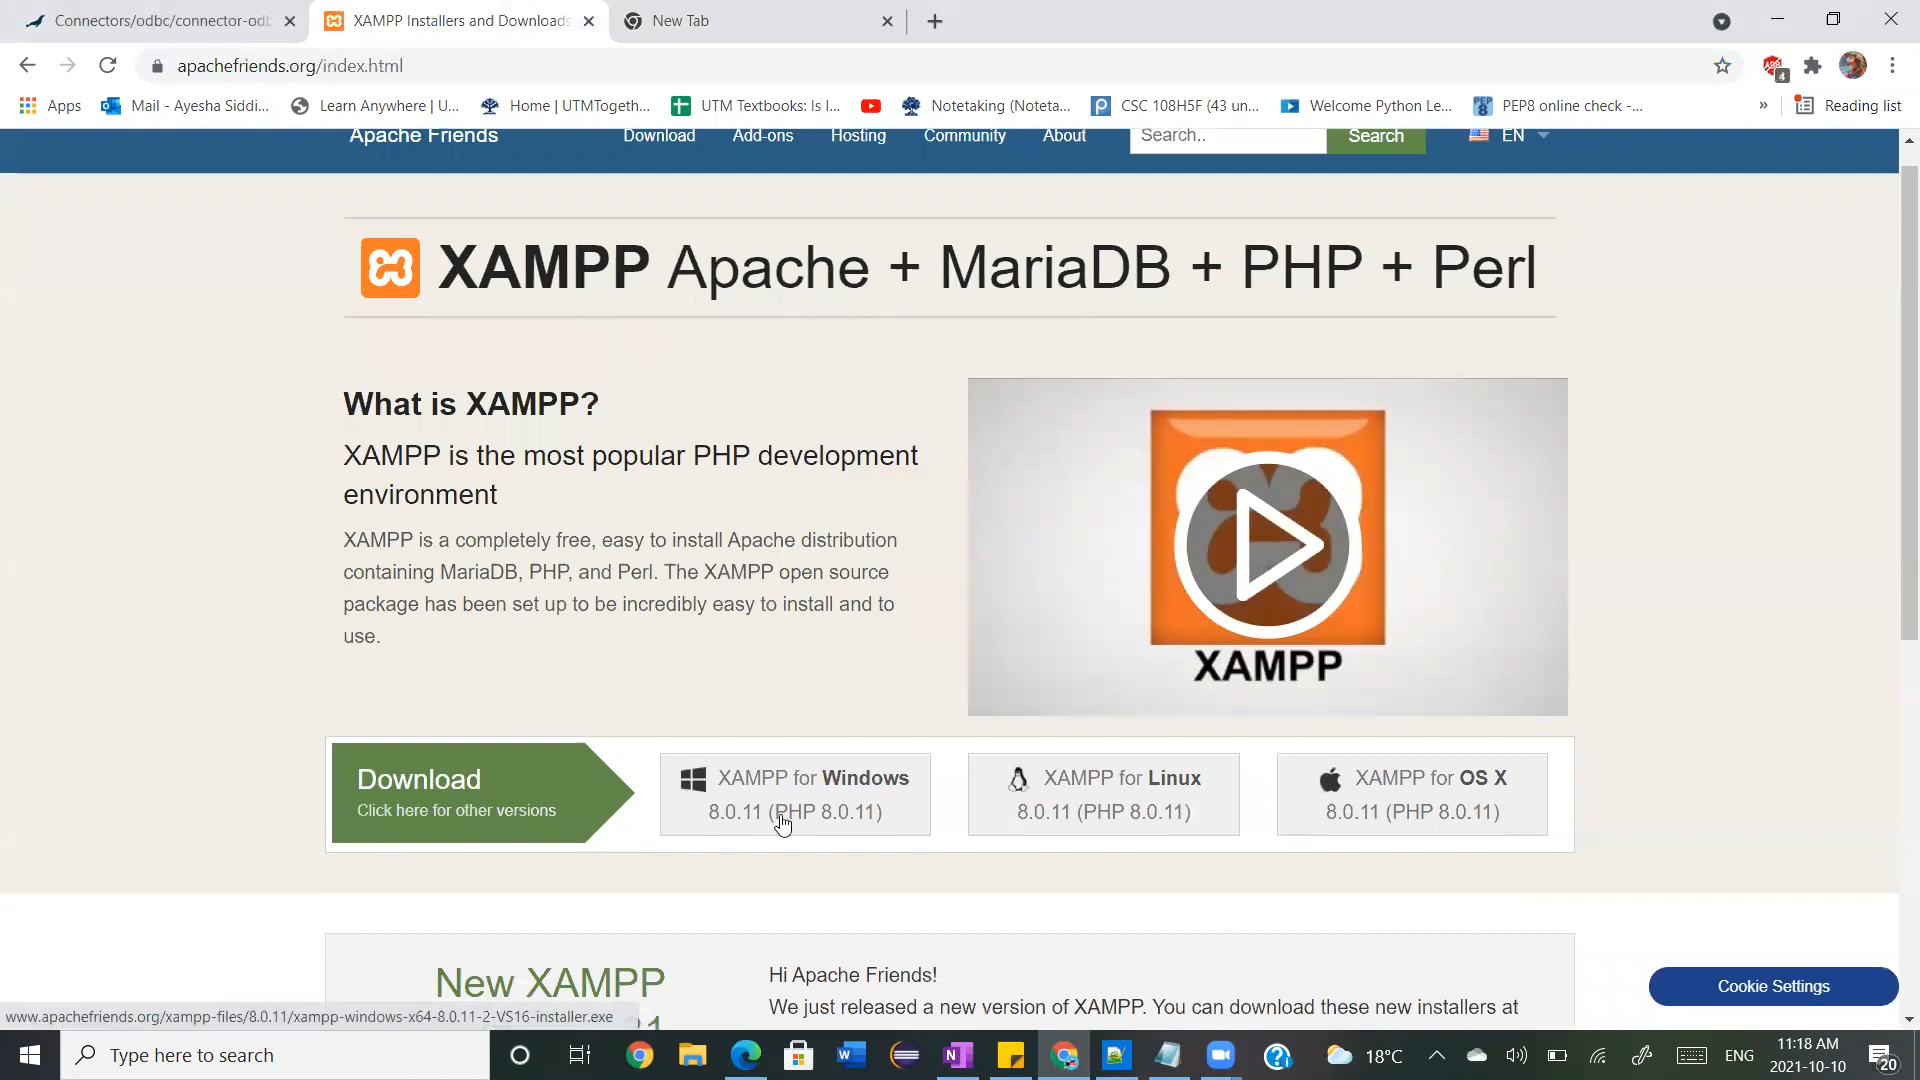 Connectors/odbc/connector-odb
XAMPP Installers and Downloads
New Tab
apachefriends.org/index.html
4
Apps
Mail - Ayesha Siddi...
Learn Anywhere | U...
Home | UTMTogeth...
UTM Textbooks: Is I...
Notetaking (Noteta...
CSC 108H5F (43 un...
Welcome Python Le...
PEP8 online check -...
»
Reading list
Apache Friends
Download
Add-ons
Hosting
Community
About
Search..
Search
EN
XAMPP Apache + MariaDB + PHP + Perl
What is XAMPP?
XAMPP is the most popular PHP development
environment
XAMPP is a completely free, easy to install Apache distribution
containing MariaDB, PHP, and Perl. The XAMPP open source
package has been set up to be incredibly easy to install and to
use.
XAMPP
Download
Click here for other versions
XAMPP for Windows
8.0.11 (PHP 8.0.11)
XAMPP for Linux
8.0.11 (PHP 8.0.11)
XAMPP for OS X
8.0.11 (PHP 8.0.11)
New XAMPP
Hi Apache Friends!
We just released a new version of XAMPP. You can download these new installers at
Cookie Settings
www.apachefriends.org/xampp-files/8.0.11/xampp-windows-x64-8.0.11-2-VS16-installer.exe
Type here to search
18°C
ENG
11:18 AM
2021-10-10
20